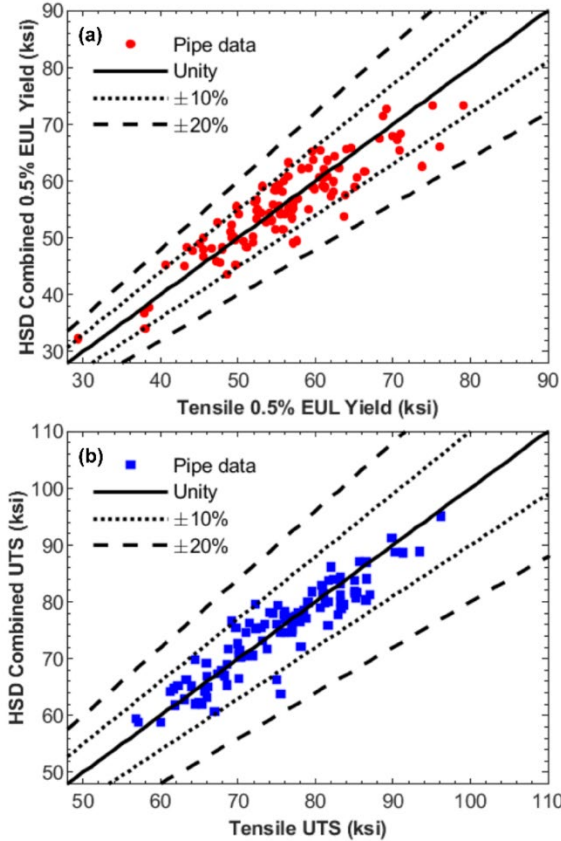 (a)
Pipe data
Unity
±10%
±20%
HSD Combined 0.5% EUL Yield (ksi)
90
80
70
60
50
40
30
30 40 50 60 70 80 90
Tensile 0.5% EUL Yield (ksi)
(b)
Pipe data
Unity
±10%
±20%
HSD Combined UTS (ksi)
110
100
90
80
70
60
50
50 60 70 80 90 100 110
Tensile UTS (ksi)